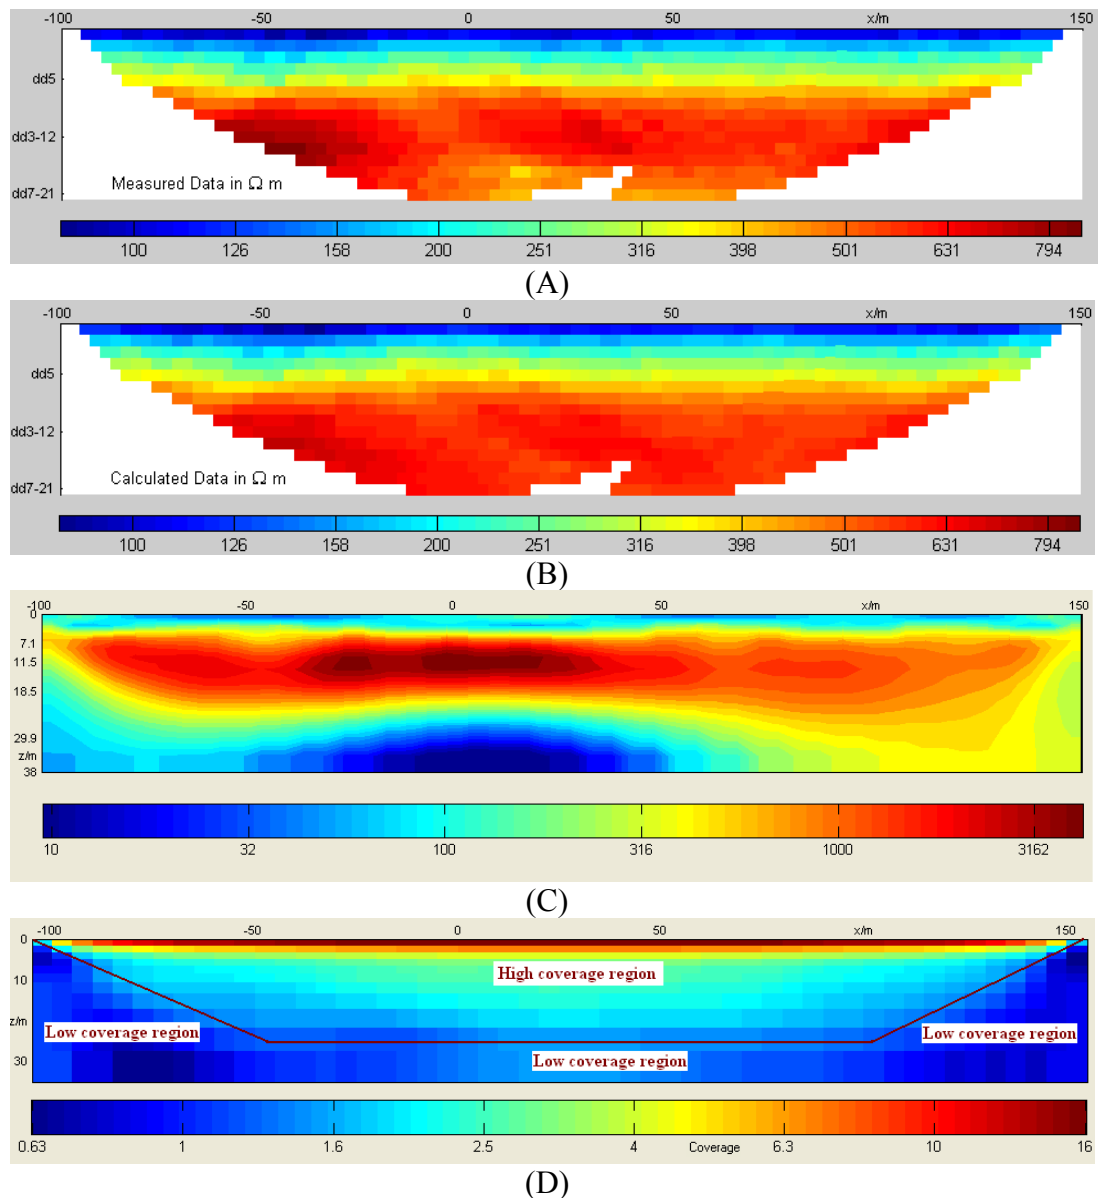 -100 -50 0 50 x/m 150
dd5
dd3-12
dd7-21
Measured Data in Ω m
100 126 158 200 251 316 398 501 631 794
(A)
-100 -50 0 50 x/m 150
dd5
dd3-12
dd7-21
Calculated Data in Ω m
100 126 158 200 251 316 398 501 631 794
(B)
-100 -50 0 50 x/m 150
0
7.1
11.5
18.5
29.9
z/m
38
10 32 100 316 1000 3162
(C)
-100 -50 0 50 x/m 150
0
High coverage region
10
z/m
Low coverage region Low coverage region
Low coverage region
30
0.63 1 1.6 2.5 4 Coverage 6.3 10 16
(D)